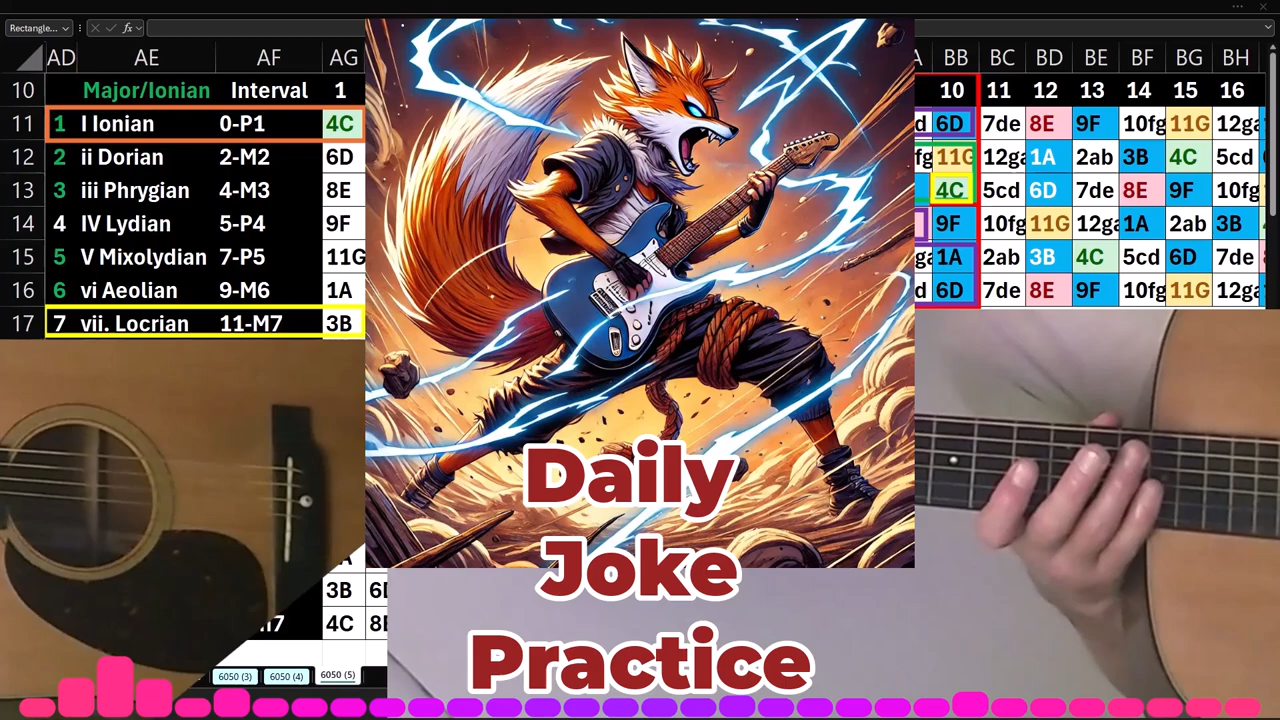 Rectangle...
fx
AD AE AF AG BB BC BD BE BF BG BH
10 Major/Ionian Interval 1 10 11 12 13 14 15 16
11 1 I Ionian 0-P1 4C d 6D 7de 8E 9F 10fg 11G 12ga
12 2 ii Dorian 2-M2 6D fg 11G 12ga 1A 2ab 3B 4C 5cd
13 3 iii Phrygian 4-M3 8E 4C 5cd 6D 7de 8E 9F 10fg
14 4 IV Lydian 5-P4 9F 9F 10fg 11G 12ga 1A 2ab 3B
15 5 V Mixolydian 7-P5 11G ga 1A 2ab 3B 4C 5cd 6D 7de
16 6 vi Aeolian 9-M6 1A d 6D 7de 8E 9F 10fg 11G 12ga
17 7 vii. Locrian 11-M7 3B
Daily
Joke
Practice
3B 6D
4C 8E
6050 (3) 6050 (4) 6050 (5)